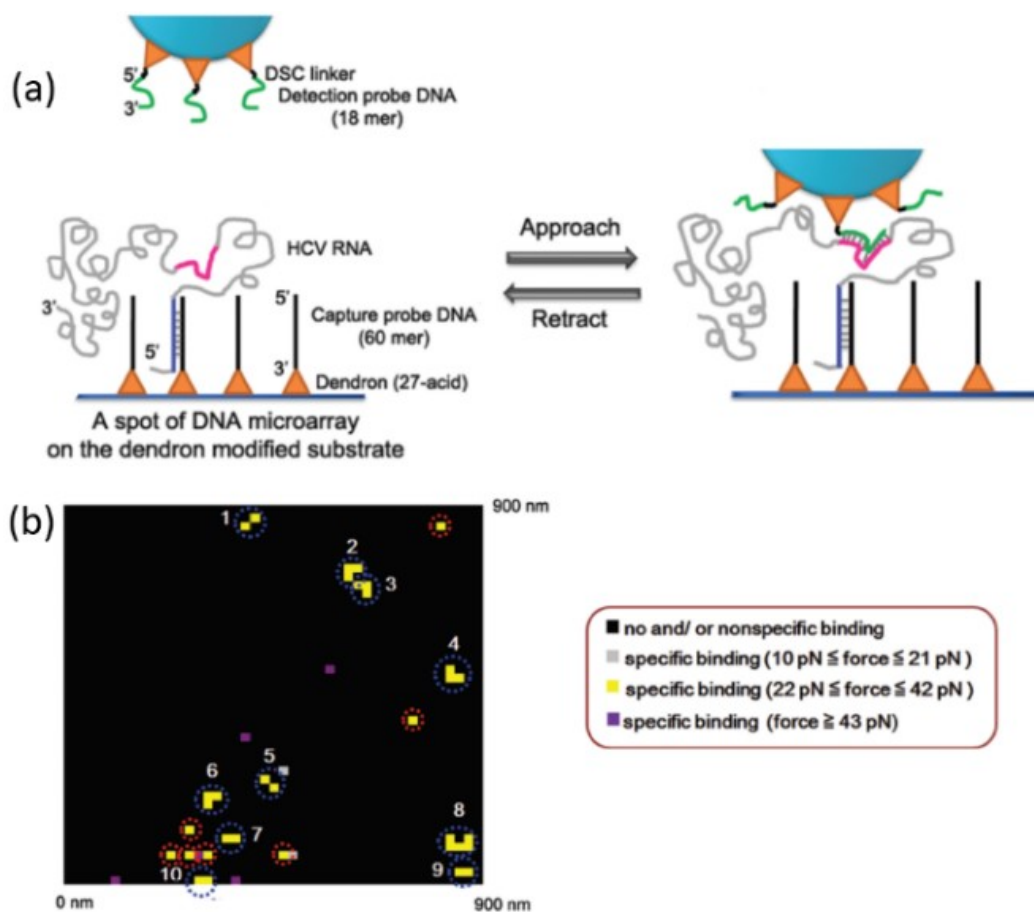 (a)
5'
3'
DSC linker
Detection probe DNA
(18 mer)
HCV RNA
3'
5'
5'
3'
Capture probe DNA
(60 mer)
Dendron (27-acid)
A spot of DNA microarray
on the dendron modified substrate
Approach
Retract
(b)
900 nm
1
2
3
4
5
6
7
8
9
10
0 nm
900 nm
no and/ or nonspecific binding
specific binding (10 pN ≦ force ≦ 21 pN)
specific binding (22 pN ≦ force ≦ 42 pN)
specific binding (force ≧ 43 pN)